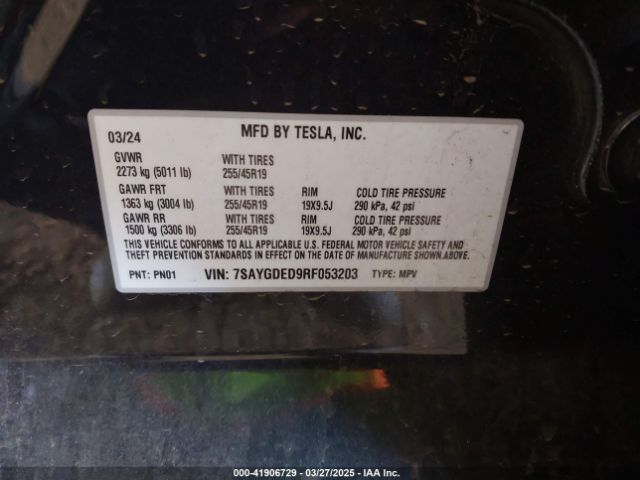 03/24 MFD BY TESLA, INC.
GVWR WITH TIRES
2273 kg (5011 lb) 255/45R19
GAWR FRT WITH TIRES RIM COLD TIRE PRESSURE
1363 kg (3004 lb) 255/45R19 19X9.5J 290 kPa, 42 psi
GAWR RR WITH TIRES RIM COLD TIRE PRESSURE
1500 kg (3306 lb) 255/45R19 19X9.5J 290 kPa, 42 psi
THIS VEHICLE CONFORMS TO ALL APPLICABLE U.S. FEDERAL MOTOR VEHICLE SAFETY AND
THEFT PREVENTION STANDARDS IN EFFECT ON THE DATE OF MANUFACTURE SHOWN ABOVE.
PNT: PN01 VIN: 7SAYGDED9RF053203 TYPE: MPV
000-41906729 - 03/27/2025 - IAA Inc.